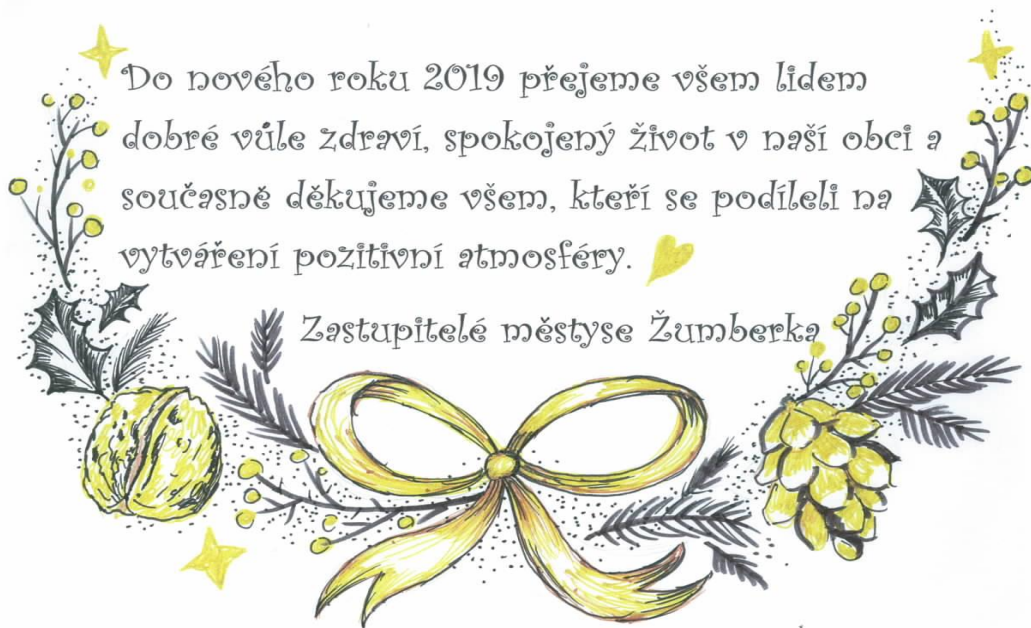 Do nového roku 2019 přejeme všem lidem
dobré vůle zdraví, spokojený život v naší obci a
současně děkujeme všem, kteří se podíleli na
vytváření pozitivní atmosféry.
Zastupitelé městyse Žumberka